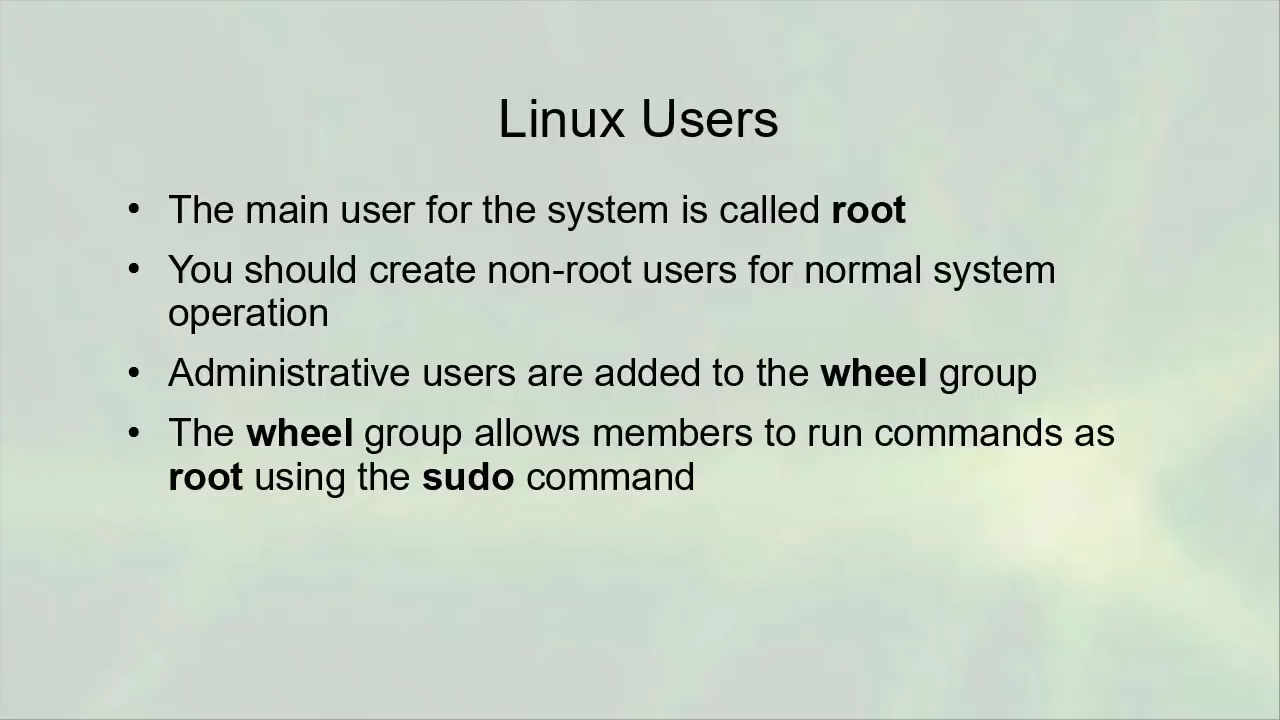 Linux Users
• The main user for the system is called root
• You should create non-root users for normal system
operation
• Administrative users are added to the wheel group
• The wheel group allows members to run commands as
root using the sudo command